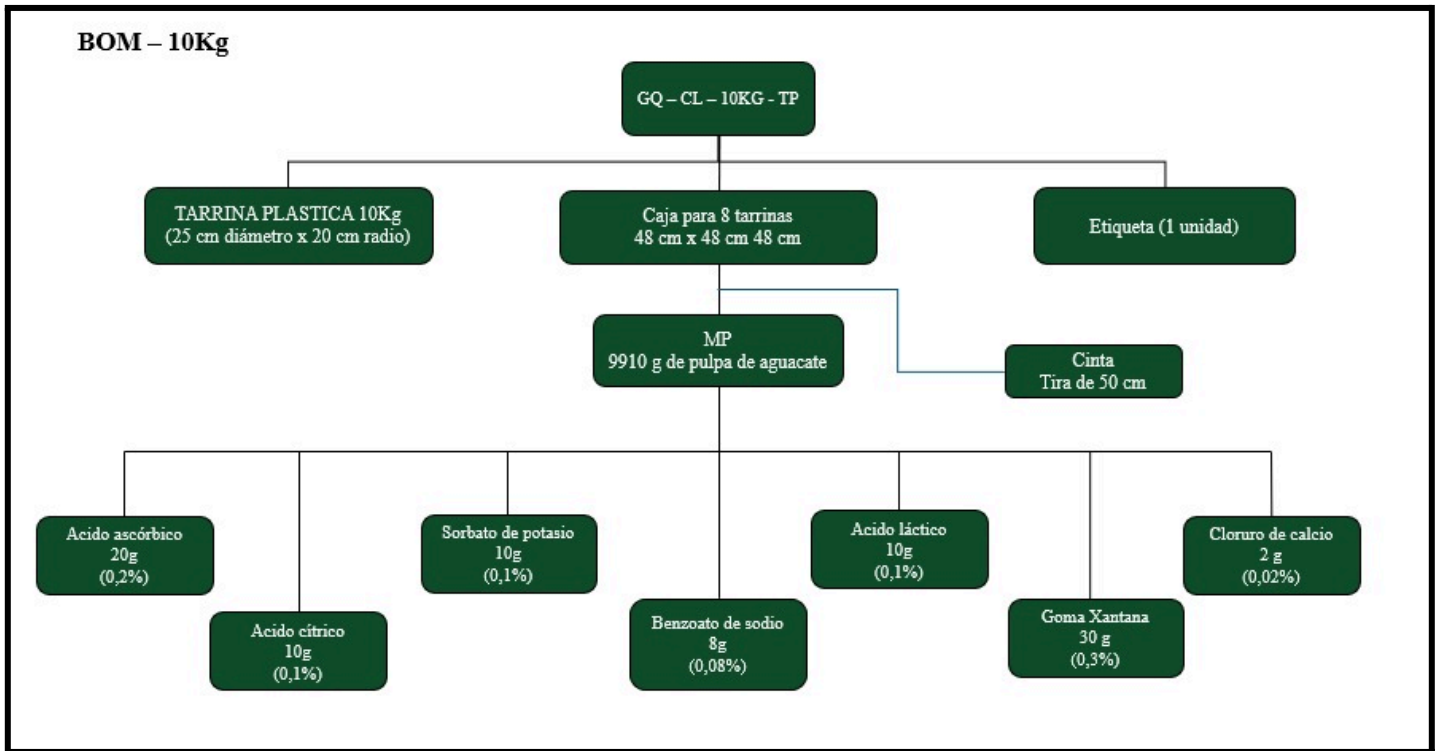 BOM – 10Kg
GQ – CL – 10KG - TP
TARRINA PLASTICA 10Kg
(25 cm diámetro x 20 cm radio)
Caja para 8 tarrinas
48 cm x 48 cm 48 cm
Etiqueta (1 unidad)
MP
9910 g de pulpa de aguacate
Cinta
Tira de 50 cm
Acido ascórbico
20g
(0,2%)
Acido cítrico
10g
(0,1%)
Sorbato de potasio
10g
(0,1%)
Benzoato de sodio
8g
(0,08%)
Acido láctico
10g
(0,1%)
Goma Xantana
30 g
(0,3%)
Cloruro de calcio
2 g
(0,02%)